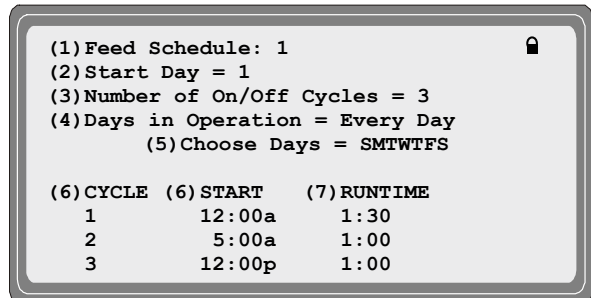 (1)Feed Schedule: 1
(2)Start Day = 1
(3)Number of On/Off Cycles = 3
(4)Days in Operation = Every Day
(5)Choose Days = SMTWTFS
(6)CYCLE (6)START (7)RUNTIME
1 12:00a 1:30
2 5:00a 1:00
3 12:00p 1:00